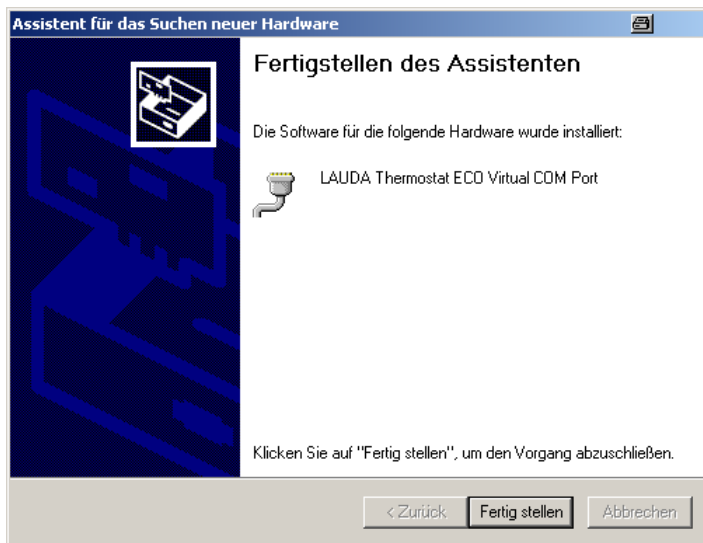 Assistent für das Suchen neuer Hardware
Fertigstellen des Assistenten
Die Software für die folgende Hardware wurde installiert:
LAUDA Thermostat ECO Virtual COM Port
Klicken Sie auf "Fertig stellen", um den Vorgang abzuschließen.
< Zurück
Fertig stellen
Abbrechen